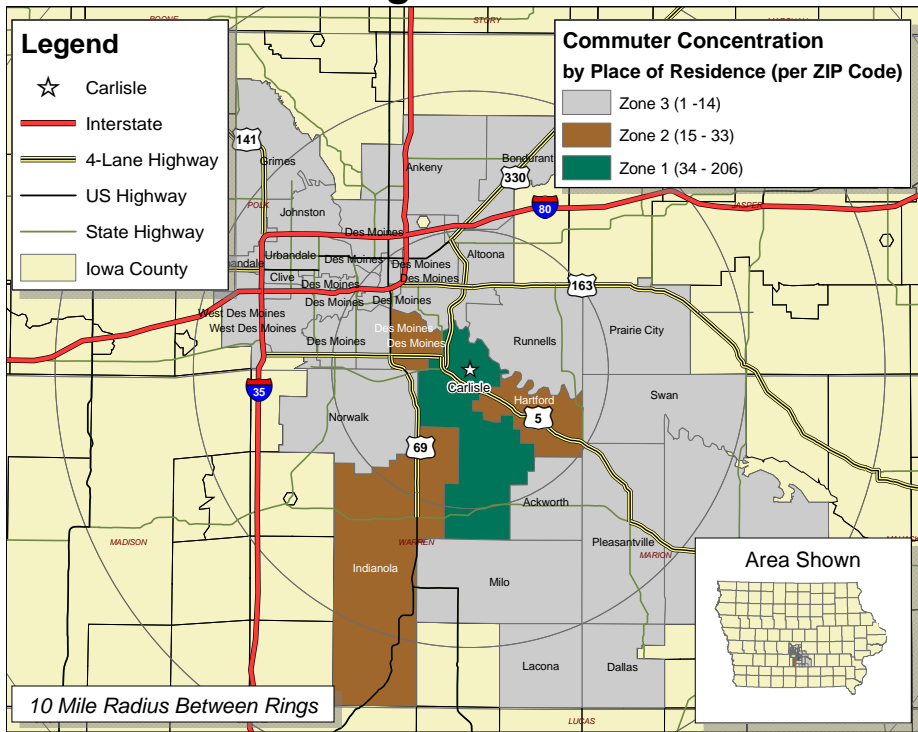 BOONE
STORY
Legend
Carlisle
Interstate
4-Lane Highway
US Highway
State Highway
Iowa County
Commuter Concentration
by Place of Residence (per ZIP Code)
Zone 3 (1 -14)
Zone 2 (15 - 33)
Zone 1 (34 - 206)
141
Grimes
Ankeny
Bondurant
330
POLK
Johnston
80
JASPER
Des Moines
Urbandale
Des Moines
Altoona
Des Moines
Clive
Des Moines
Des Moines
163
Des Moines
Des Moines
West Des Moines
West Des Moines
Des Moines
Des Moines
Des Moines
Runnells
Prairie City
Carlisle
35
Hartford
Swan
Norwalk
5
69
Ackworth
MADISON
WARREN
Pleasantville
MARION
Indianola
Milo
Lacona
Dallas
LUCAS
Area Shown
10 Mile Radius Between Rings